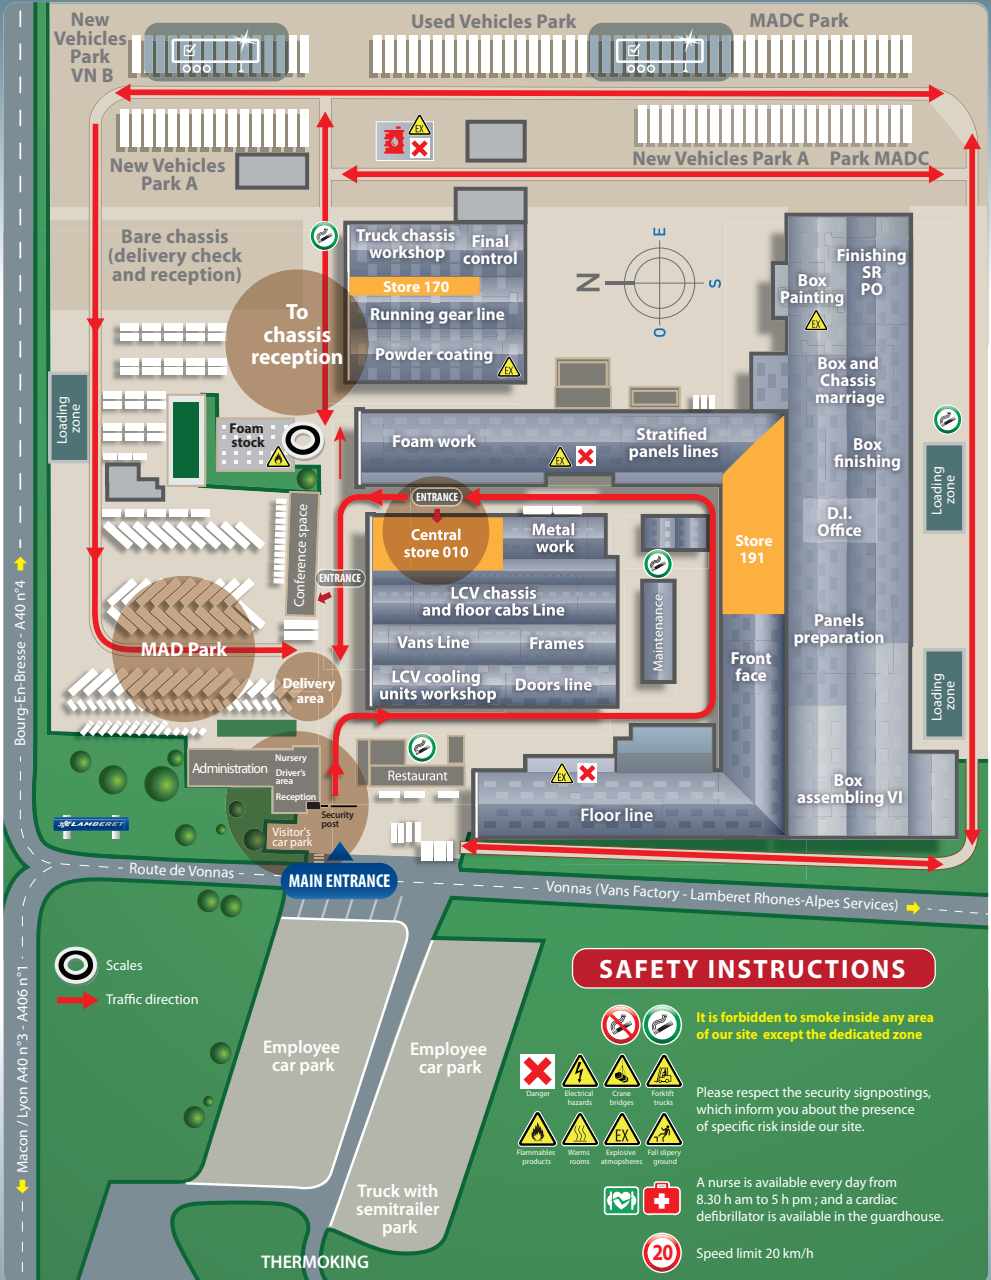 New
Vehicles
Park
VN B
Used Vehicles Park
MADC Park
New Vehicles
Park A
EX
New Vehicles Park A
Park MADC
Bare chassis
(delivery check
and reception)
Truck chassis
workshop
Final
control
Store 170
Running gear line
Powder coating
EX
To
chassis
reception
E
N
S
O
Finishing
SR
PO
Box
Painting
EX
Box and
Chassis
marriage
Box
finishing
D.I.
Office
Panels
preparation
Box
assembling VI
Loading
zone
Loading
zone
Loading
zone
Foam
stock
Foam work
EX
Stratified
panels lines
Store
191
Front
face
ENTRANCE
Central
store 010
Metal
work
LCV chassis
and floor cabs Line
Vans Line
Frames
LCV cooling
units workshop
Doors line
Maintenance
Conference space
ENTRANCE
MAD Park
Delivery
area
Administration
Nursery
Driver's
area
Reception
Security
post
Visitor's
car park
Restaurant
EX
Floor line
LAMBERET
Bourg-En-Bresse - A40 n°4
Macon / Lyon A40 n°3 - A406 n°1
Route de Vonnas
MAIN ENTRANCE
Vonnas (Vans Factory - Lamberet Rhones-Alpes Services)
Scales
Traffic direction
Employee
car park
Employee
car park
Truck with
semitrailer
park
THERMOKING
SAFETY INSTRUCTIONS
It is forbidden to smoke inside any area
of our site except the dedicated zone
Danger
Electrical
hazards
Crane
bridges
Forklift
trucks
EX
Flammables
products
Warms
rooms
Explosive
atmopsheres
Fall slipery
ground
Please respect the security signpostings,
which inform you about the presence
of specific risk inside our site.
A nurse is available every day from
8.30 h am to 5 h pm ; and a cardiac
defibrillator is available in the guardhouse.
20
Speed limit 20 km/h